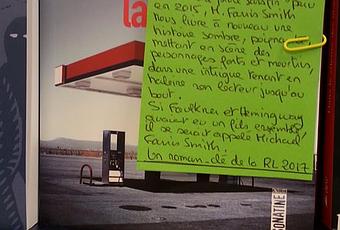 la
en 2015, M. Farris Smith
nous livre à nouveau une
histoire sombre,
mettant en scène des
personnages forts et
dans une intrigue tenant en
haleine son lecteur jusqu'au
bout.
Si Faulkner et Hemingway
avaient eu un fils ensemble
il se serait appelé Michael
Farris Smith.
Un roman-clé de la RL 2017
SONATINE